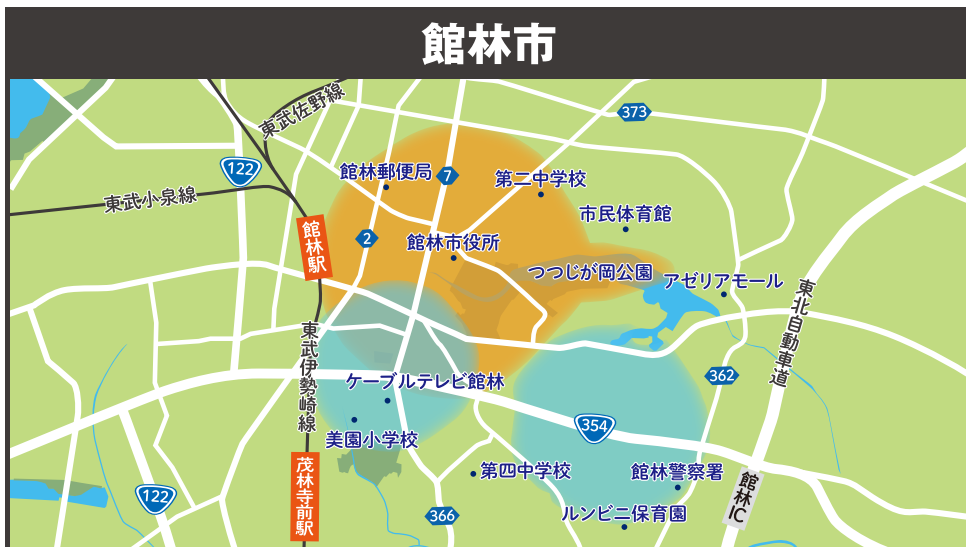 館林市
373
東武佐野線
122
館林郵便局
7
第二中学校
東武小泉線
市民体育館
館林駅
2
館林市役所
つつじが岡公園
アゼリアモール
東北自動車道
東武伊勢崎線
ケーブルテレビ館林
362
354
美園小学校
茂林寺前駅
第四中学校
館林警察署
館林IC
122
366
ルンビニ保育園